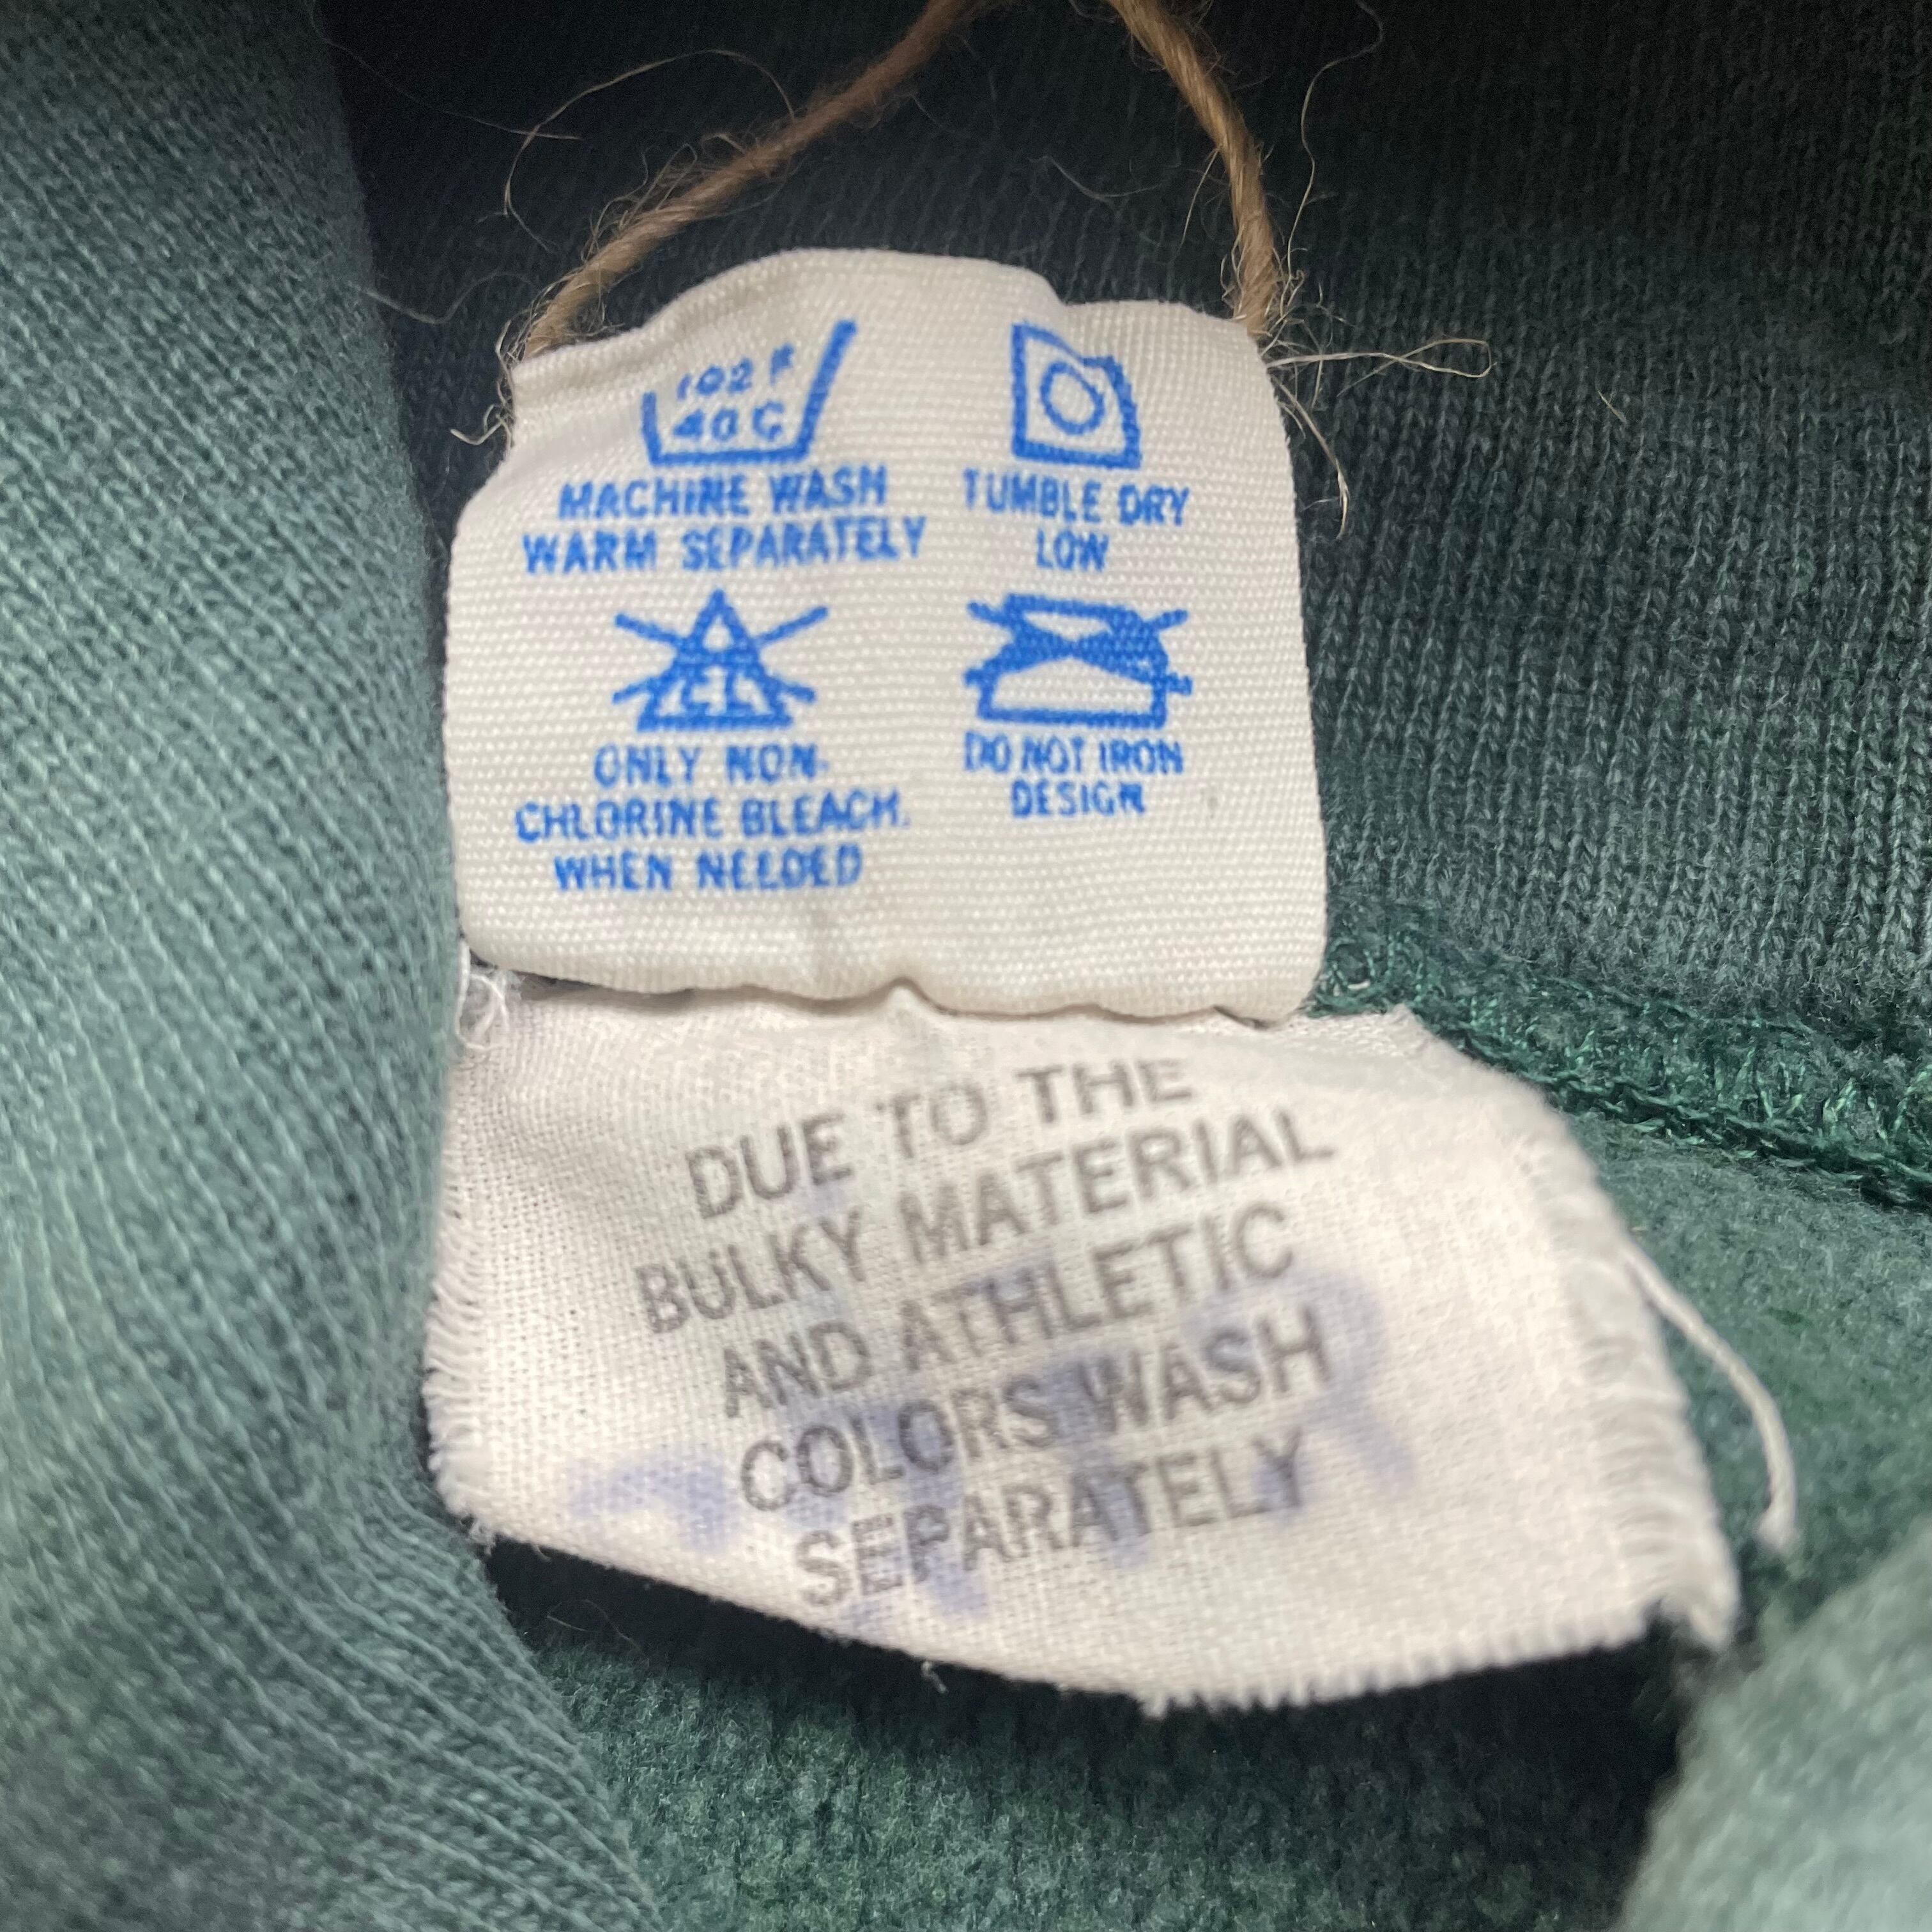 102 F
40 C
MACHINE WASH
WARM SEPARATELY
TUMBLE DRY
LOW
CL
ONLY NON-
CHLORINE BLEACH.
WHEN NEEDED
DO NOT IRON
DESIGN
DUE TO THE
BULKY MATERIAL
AND ATHLETIC
COLORS WASH
SEPARATELY